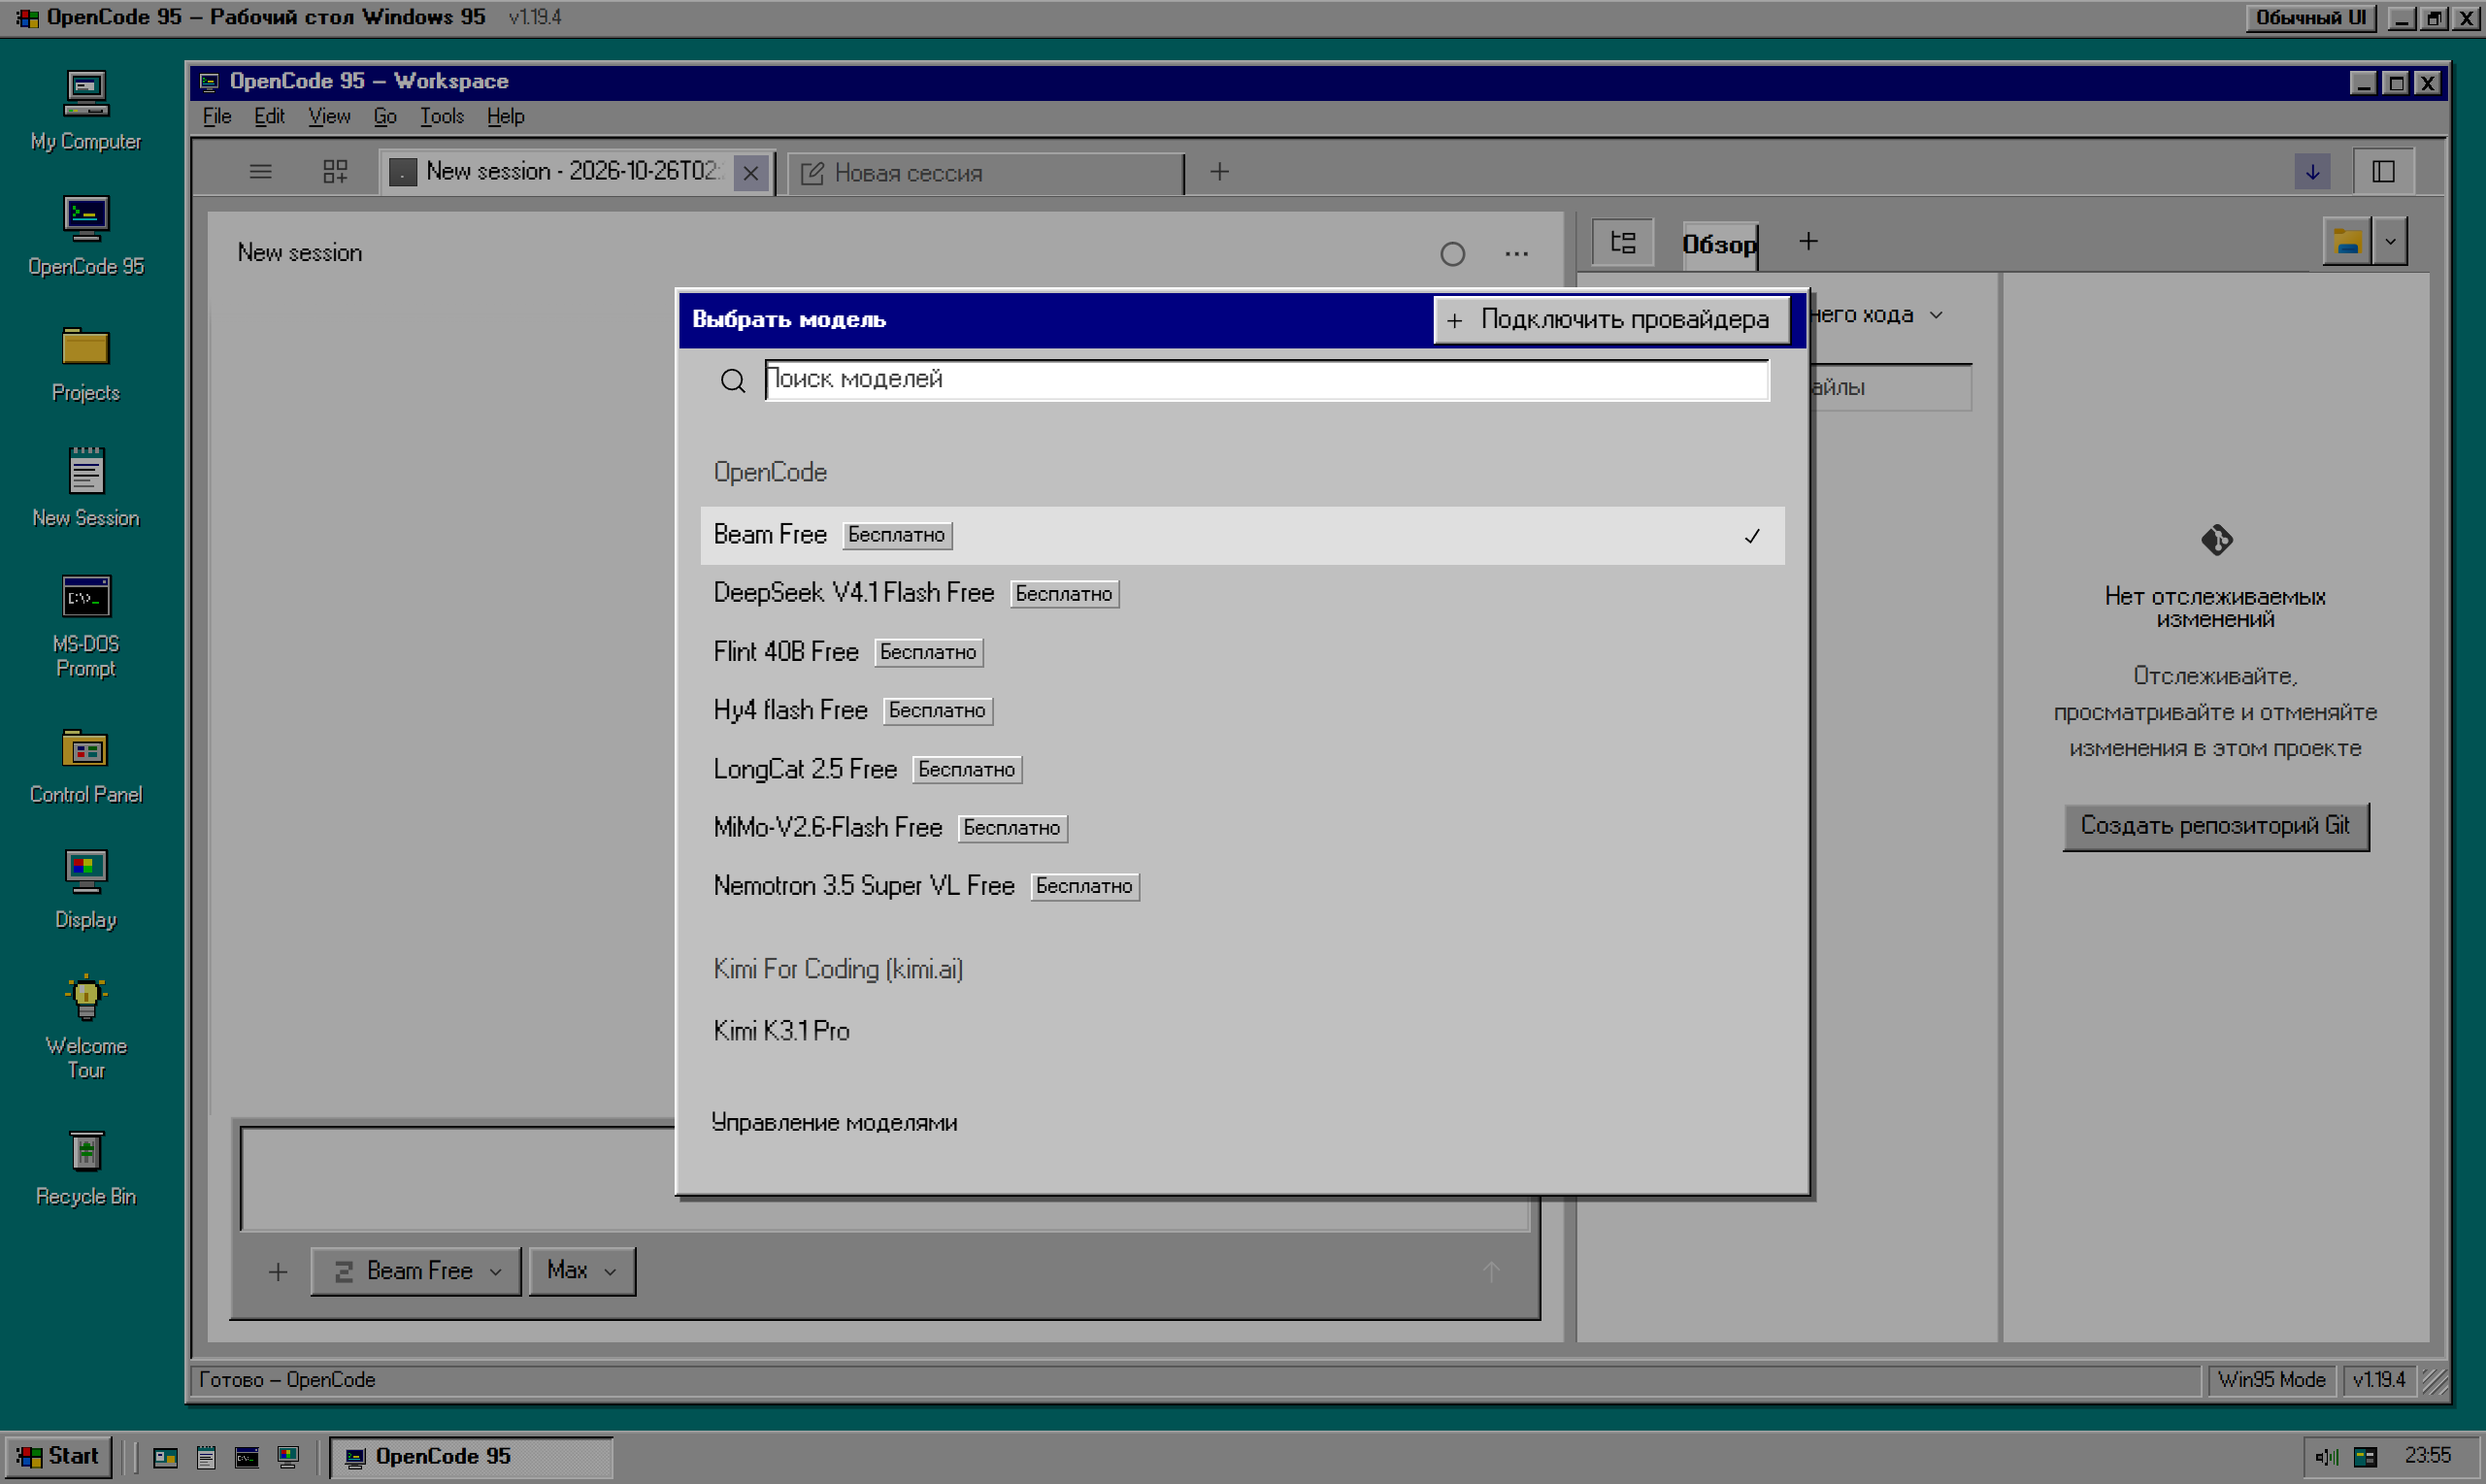 OpenCode 95 – Рабочий стол Windows 95 v1.19.4
Обычный UI
My Computer
OpenCode 95
Projects
New Session
MS-DOS
Prompt
Control Panel
Display
Welcome
Tour
Recycle Bin
OpenCode 95 – Workspace
File Edit View Go Tools Help
New session - 2026-10-26T02:
Новая сессия
New session
Обзор
него хода
айлы
Выбрать модель
Подключить провайдера
Поиск моделей
OpenCode
Beam Free Бесплатно
DeepSeek V4.1 Flash Free Бесплатно
Flint 40B Free Бесплатно
Hy4 flash Free Бесплатно
LongCat 2.5 Free Бесплатно
MiMo-V2.6-Flash Free Бесплатно
Nemotron 3.5 Super VL Free Бесплатно
Kimi For Coding (kimi.ai)
Kimi K3.1 Pro
Управление моделями
Нет отслеживаемых
изменений
Отслеживайте,
просматривайте и отменяйте
изменения в этом проекте
Создать репозиторий Git
Beam Free
Max
Готово – OpenCode
Win95 Mode
v1.19.4
Start
OpenCode 95
23:55